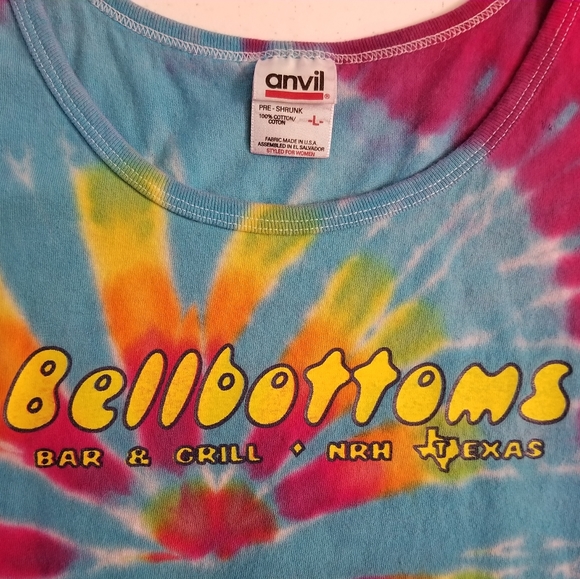 anvil®
PRE-SHRUNK
100% COTTON/
COTON
-L-
FABRIC MADE IN U.S.A
ASSEMBLED IN EL SALVADOR
STYLED FOR WOMEN
Bellbottoms
BAR & GRILL • NRH TEXAS